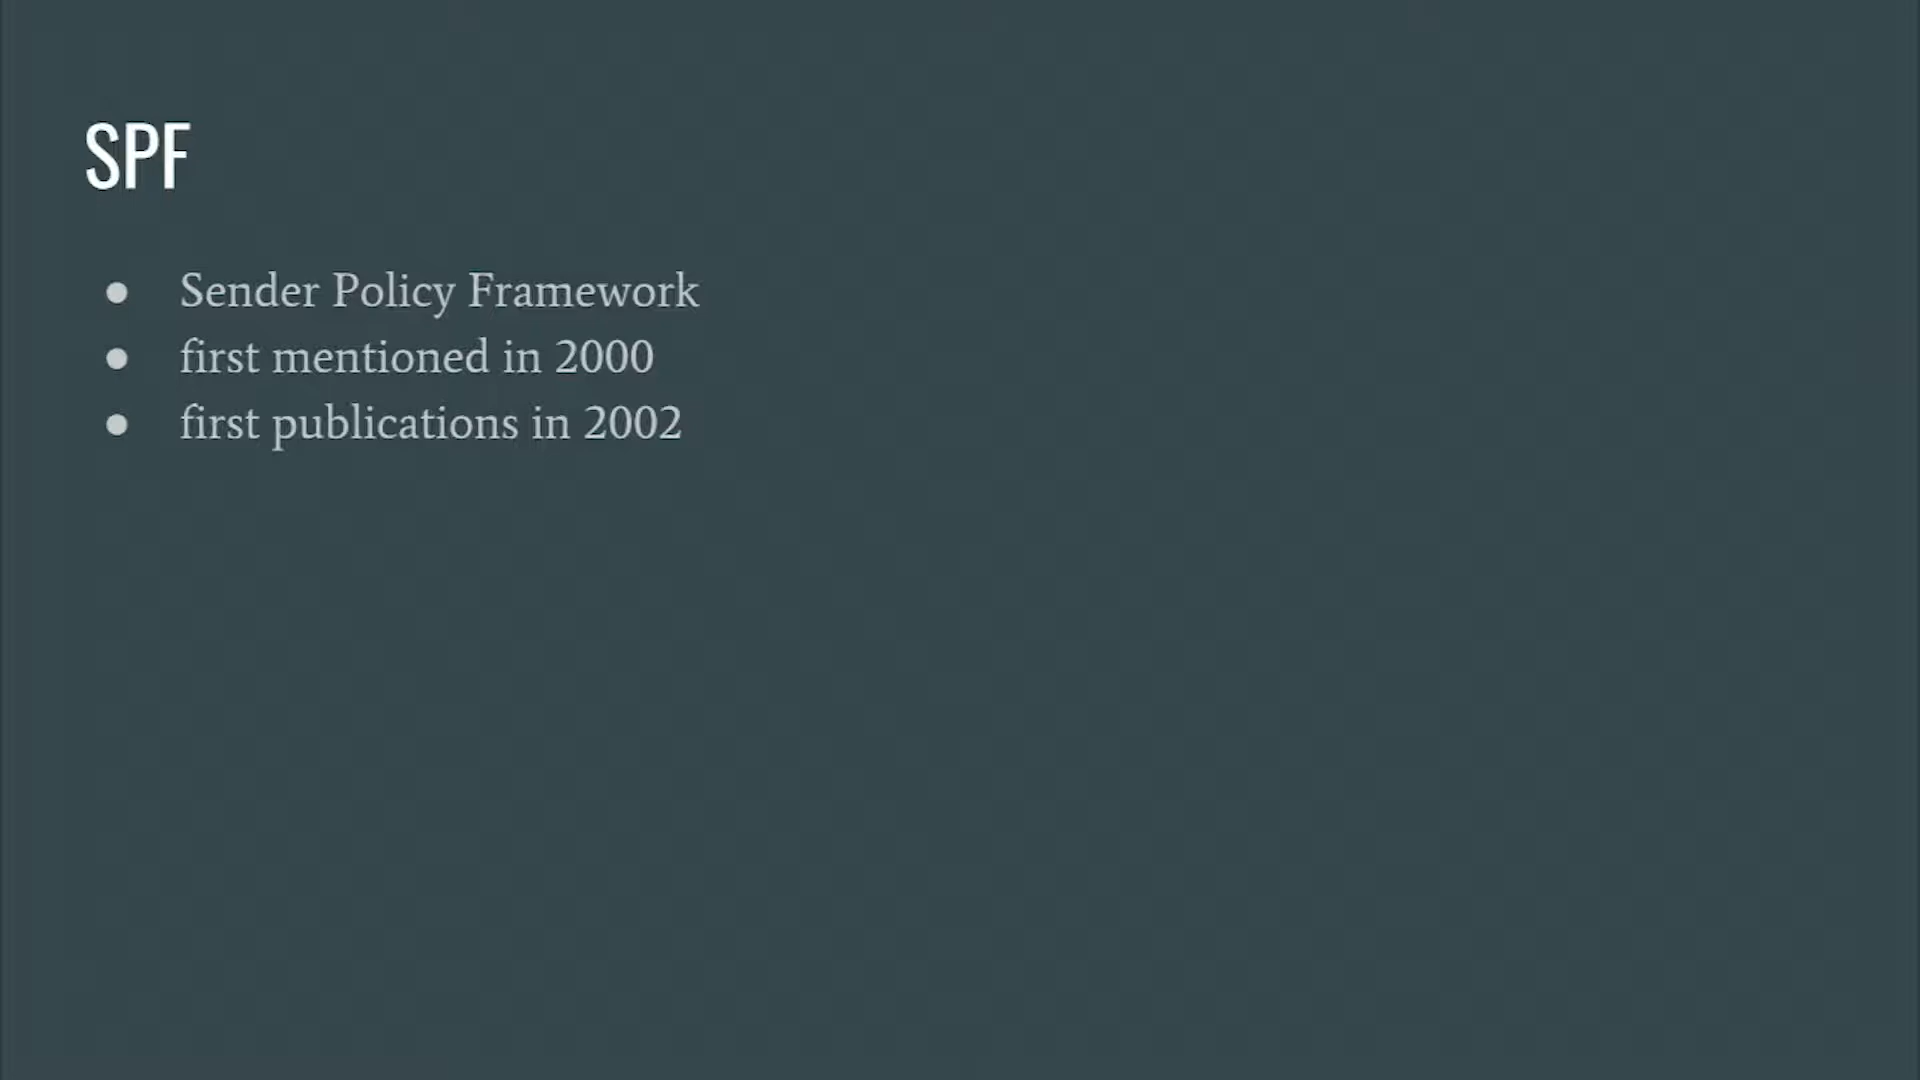 SPF
● Sender Policy Framework
● first mentioned in 2000
● first publications in 2002